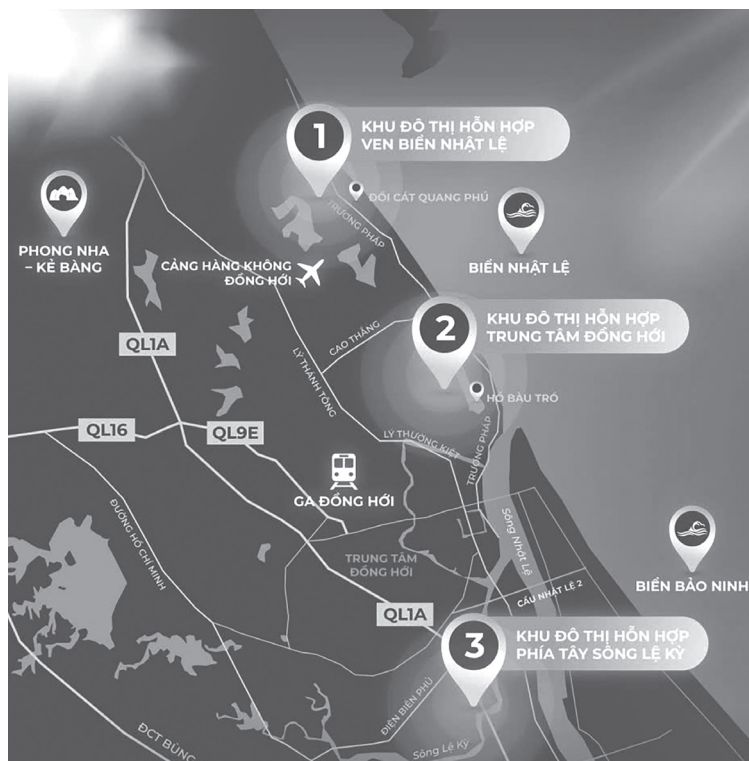 1
KHU ĐÔ THỊ HỖN HỢP
VEN BIỂN NHẬT LỆ
ĐỒI CÁT QUANG PHÚ
TRƯƠNG PHÁP
PHONG NHA
– KẺ BÀNG
BIỂN NHẬT LỆ
CẢNG HÀNG KHÔNG
ĐỒNG HỚI
2
KHU ĐÔ THỊ HỖN HỢP
TRUNG TÂM ĐỒNG HỚI
CAO THẮNG
QL1A
LÝ THÁNH TÔNG
HỒ BÀU TRÓ
QL16
QL9E
LÝ THƯỜNG KIỆT
TRƯƠNG PHÁP
GA ĐỒNG HỚI
ĐƯỜNG HỒ CHÍ MINH
Sông Nhật Lệ
TRUNG TÂM
ĐỒNG HỚI
BIỂN BẢO NINH
CẦU NHẬT LỆ 2
QL1A
3
KHU ĐÔ THỊ HỖN HỢP
PHÍA TÂY SÔNG LỆ KỲ
ĐIỆN BIÊN PHỦ
ĐCT BÙNG
Sông Lệ Kỳ